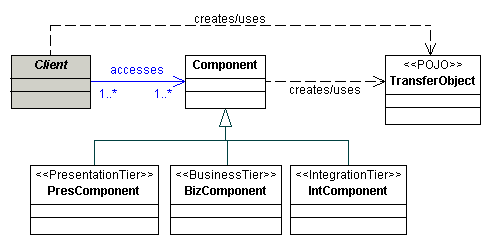 creates/uses
Client
accesses
1..*
1..*
Component
creates/uses
<<POJO>>
TransferObject
<<PresentationTier>>
PresComponent
<<BusinessTier>>
BizComponent
<<IntegrationTier>>
IntComponent